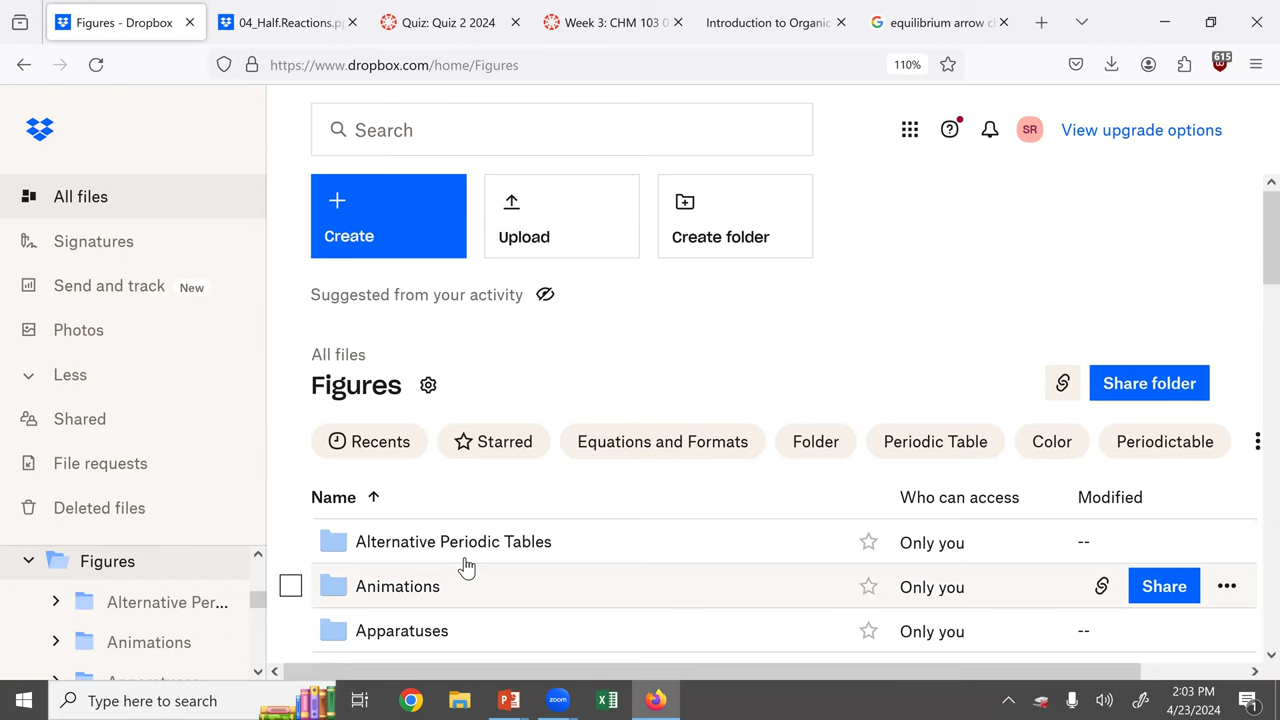 Figures - Dropbox
04_Half.Reactions.pp
Quiz: Quiz 2 2024
Week 3: CHM 103 0
Introduction to Organic
equilibrium arrow c
https://www.dropbox.com/home/Figures
110%
615
Search
SR
View upgrade options
All files
Signatures
Send and track New
Photos
Less
Shared
File requests
Deleted files
Figures
Alternative Per...
Animations
Create
Upload
Create folder
Suggested from your activity
All files
Figures
Share folder
Recents
Starred
Equations and Formats
Folder
Periodic Table
Color
Periodictable
Name
Who can access
Modified
Alternative Periodic Tables
Only you
--
Animations
Only you
Share
Apparatuses
Only you
--
Type here to search
zoom
2:03 PM
4/23/2024
1